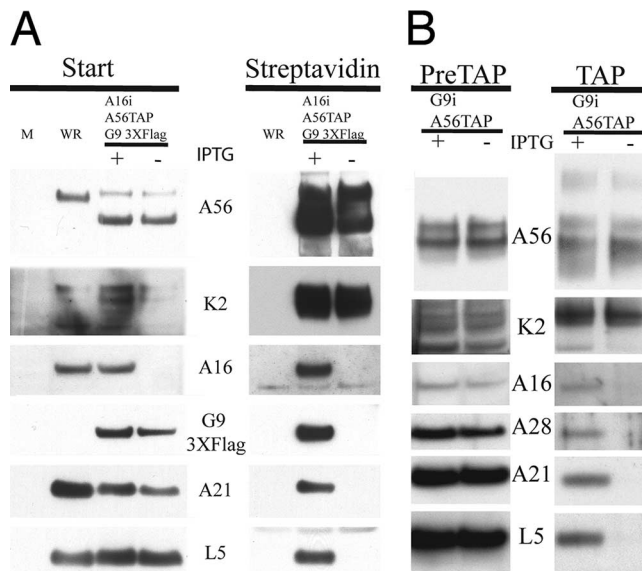 A
B
Start
Streptavidin
PreTAP
TAP
M
WR
A16i
A56TAP
G9 3XFlag
+
-
IPTG
WR
A16i
A56TAP
G9 3XFlag
+
-
G9i
A56TAP
+
-
IPTG
G9i
A56TAP
+
-
A56
K2
A16
G9
3XFlag
A21
L5
A56
K2
A16
A28
A21
L5